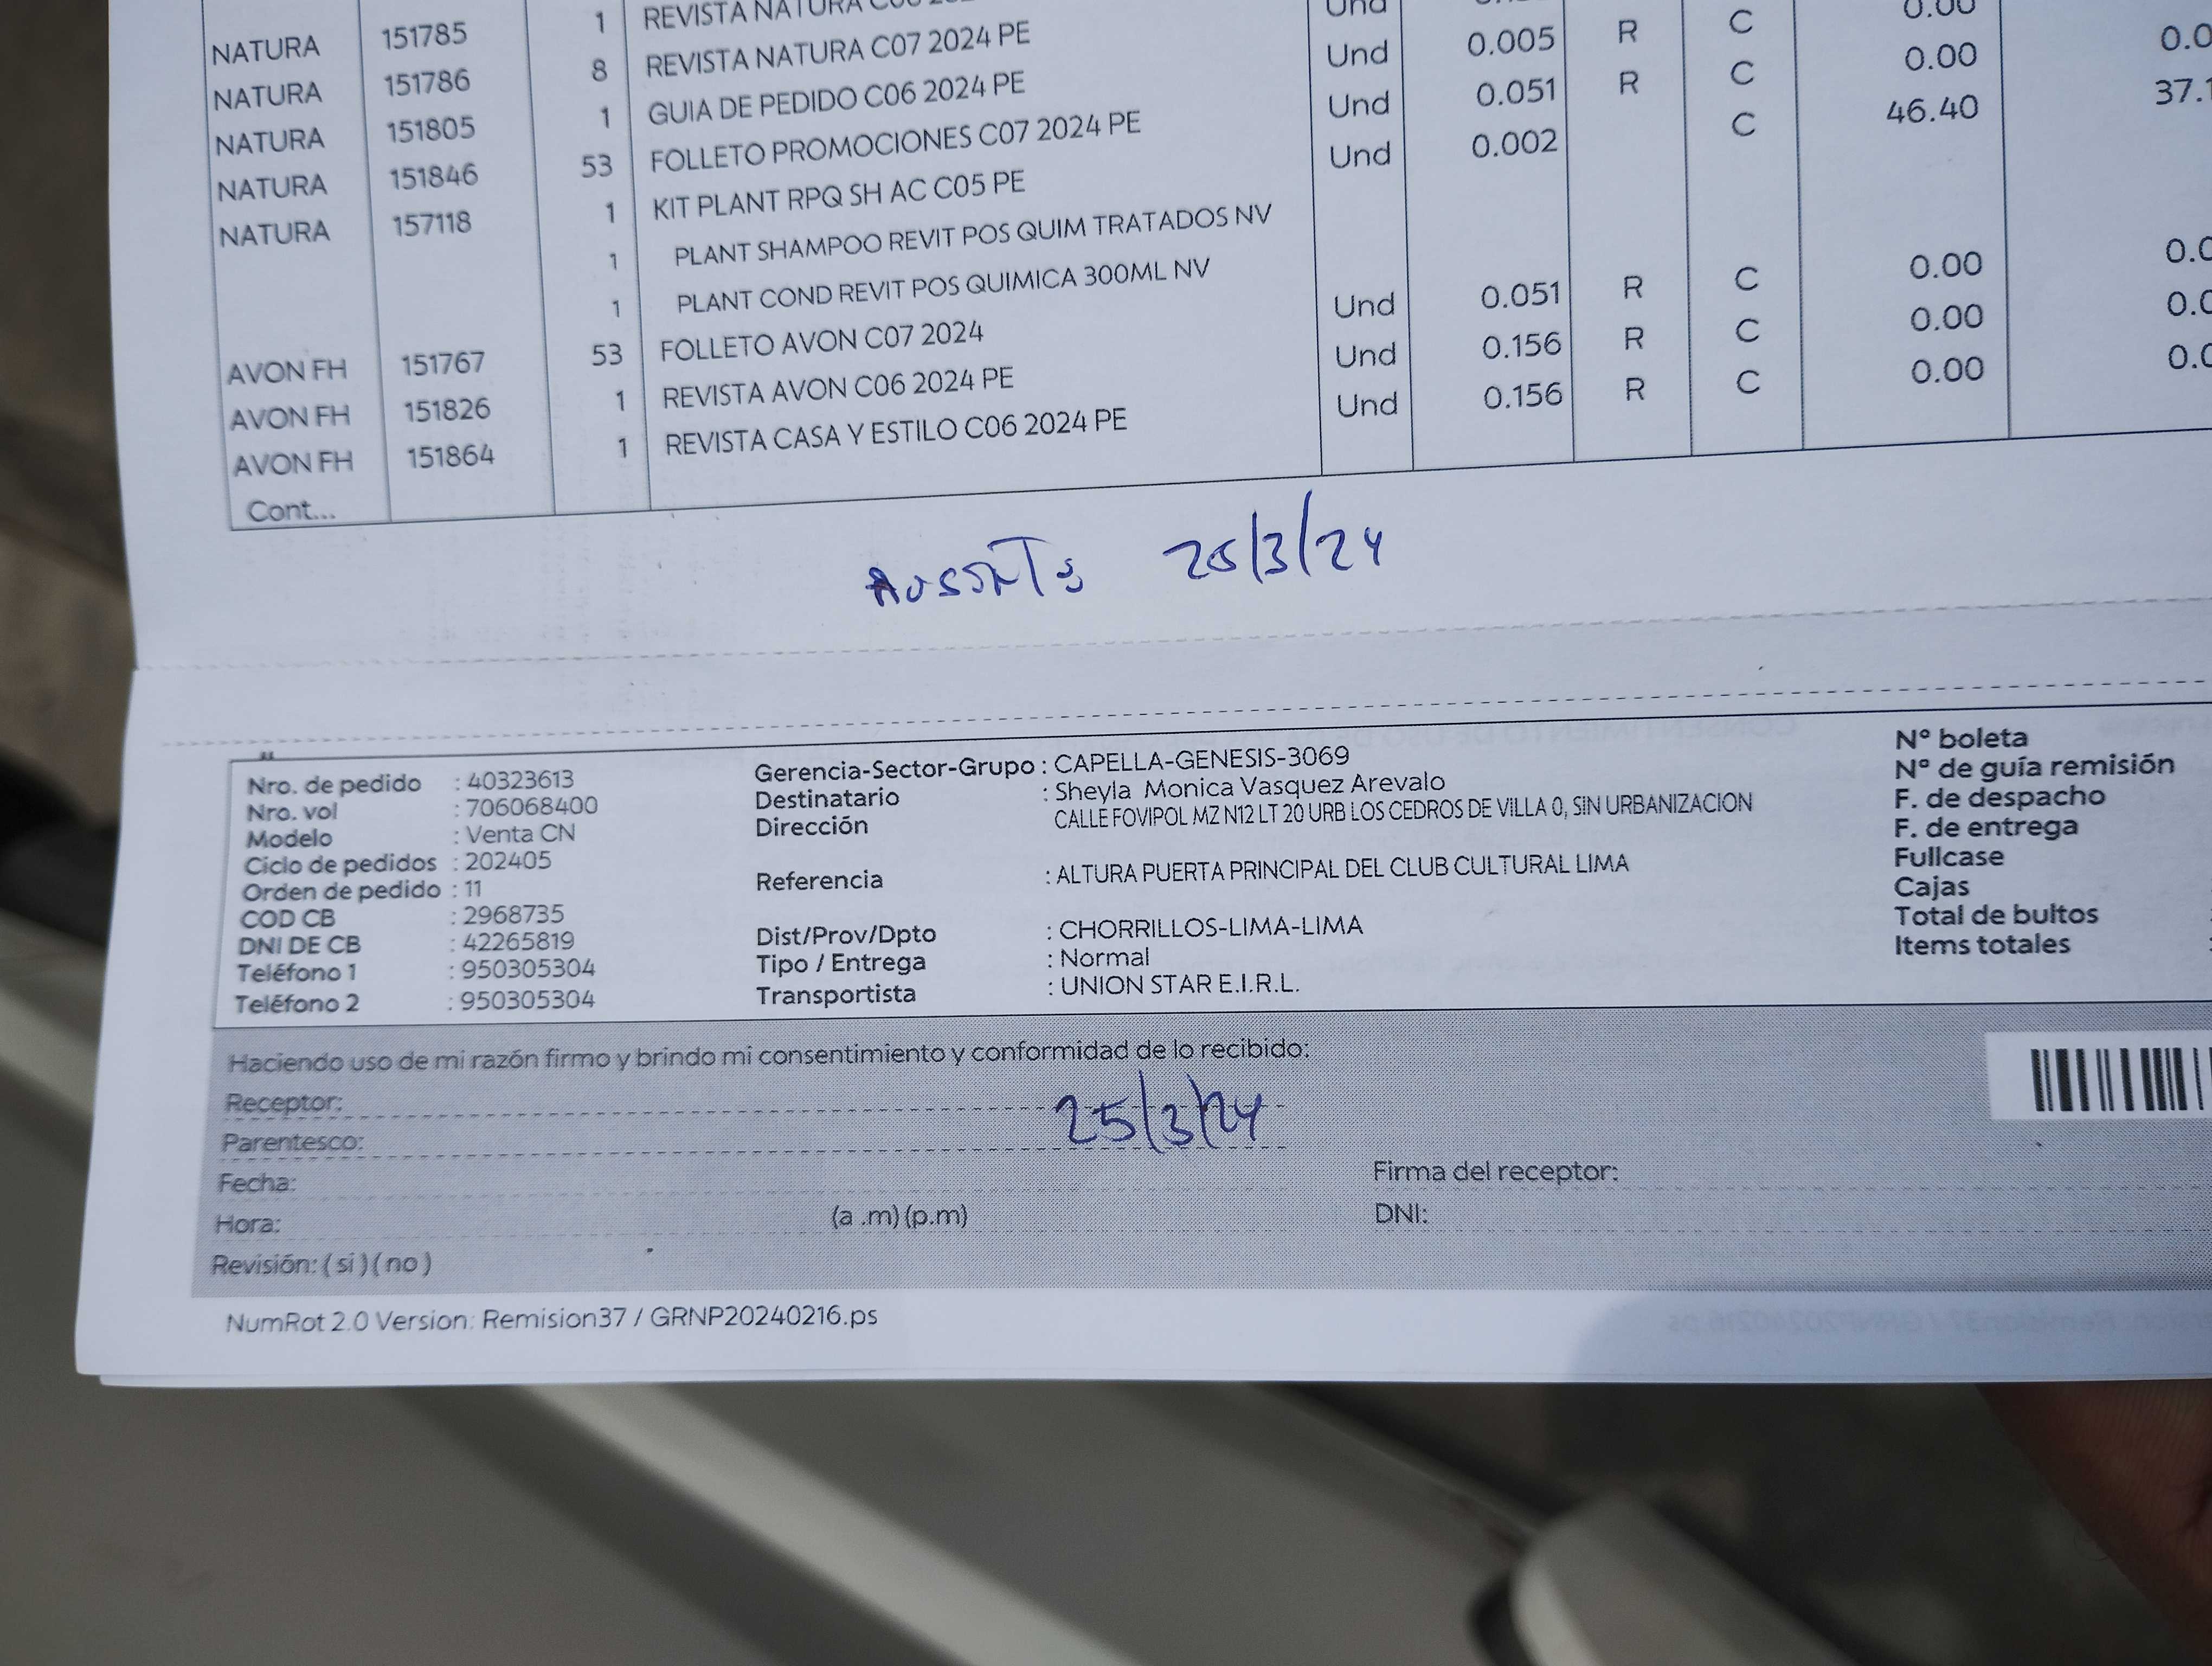 REVISTA NATURA C06
NATURA 151785 1 REVISTA NATURA C07 2024 PE Und 0.005 R C 0.00
NATURA 151786 8 GUIA DE PEDIDO C06 2024 PE Und 0.051 R C 0.00 0.0
NATURA 151805 1 FOLLETO PROMOCIONES C07 2024 PE Und 0.002 C 46.40 37.1
NATURA 151846 53 KIT PLANT RPQ SH AC C05 PE
NATURA 157118 1 PLANT SHAMPOO REVIT POS QUIM TRATADOS NV
1 PLANT COND REVIT POS QUIMICA 300ML NV
1 FOLLETO AVON C07 2024 Und 0.051 R C 0.00 0.0
AVON FH 151767 53 REVISTA AVON C06 2024 PE Und 0.156 R C 0.00 0.0
AVON FH 151826 1 REVISTA CASA Y ESTILO C06 2024 PE Und 0.156 R C 0.00 0.0
AVON FH 151864 1
Cont...
25/3/24
Nro. de pedido : 40323613
Nro. vol : 706068400
Modelo : Venta CN
Ciclo de pedidos : 202405
Orden de pedido : 11
COD CB : 2968735
DNI DE CB : 42265819
Teléfono 1 : 950305304
Teléfono 2 : 950305304
Gerencia-Sector-Grupo : CAPELLA-GENESIS-3069
Destinatario : Sheyla Monica Vasquez Arevalo
Dirección CALLE FOVIPOL MZ N12 LT 20 URB LOS CEDROS DE VILLA 0, SIN URBANIZACION
Referencia : ALTURA PUERTA PRINCIPAL DEL CLUB CULTURAL LIMA
Dist/Prov/Dpto : CHORRILLOS-LIMA-LIMA
Tipo / Entrega : Normal
Transportista : UNION STAR E.I.R.L.
N° boleta
N° de guía remisión
F. de despacho
F. de entrega
Fullcase
Cajas
Total de bultos :
Items totales :
Haciendo uso de mi razón firmo y brindo mi consentimiento y conformidad de lo recibido:
Receptor:
25/3/24
Parentesco:
Fecha:
Firma del receptor:
Hora: (a .m) (p.m)
DNI:
Revisión: ( si ) ( no )
NumRot 2.0 Version: Remision37 / GRNP20240216.ps